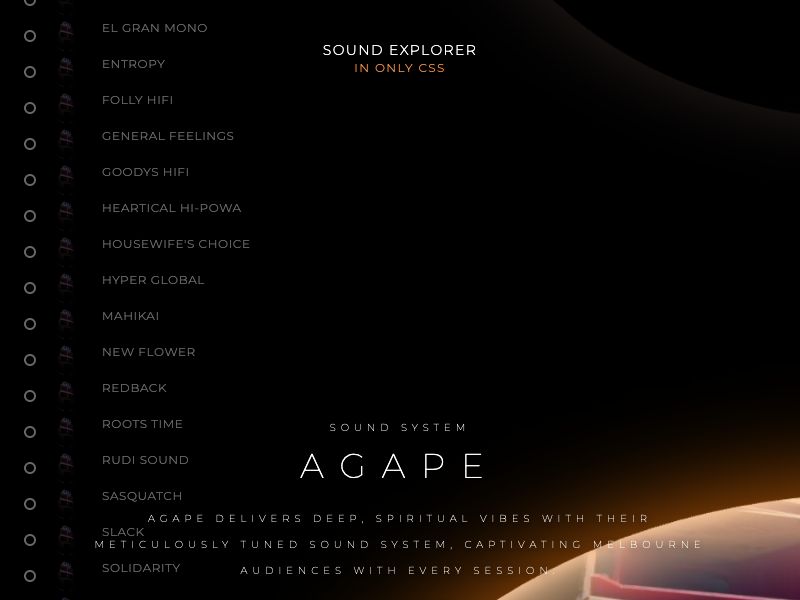 EL GRAN MONO
ENTROPY
FOLLY HIFI
GENERAL FEELINGS
GOODYS HIFI
HEARTICAL HI-POWA
HOUSEWIFE'S CHOICE
HYPER GLOBAL
MAHIKAI
NEW FLOWER
REDBACK
ROOTS TIME
RUDI SOUND
SASQUATCH
SLACK
SOLIDARITY
SOUND EXPLORER
IN ONLY CSS
SOUND SYSTEM
AGAPE
AGAPE DELIVERS DEEP, SPIRITUAL VIBES WITH THEIR
METICULOUSLY TUNED SOUND SYSTEM, CAPTIVATING MELBOURNE
AUDIENCES WITH EVERY SESSION.